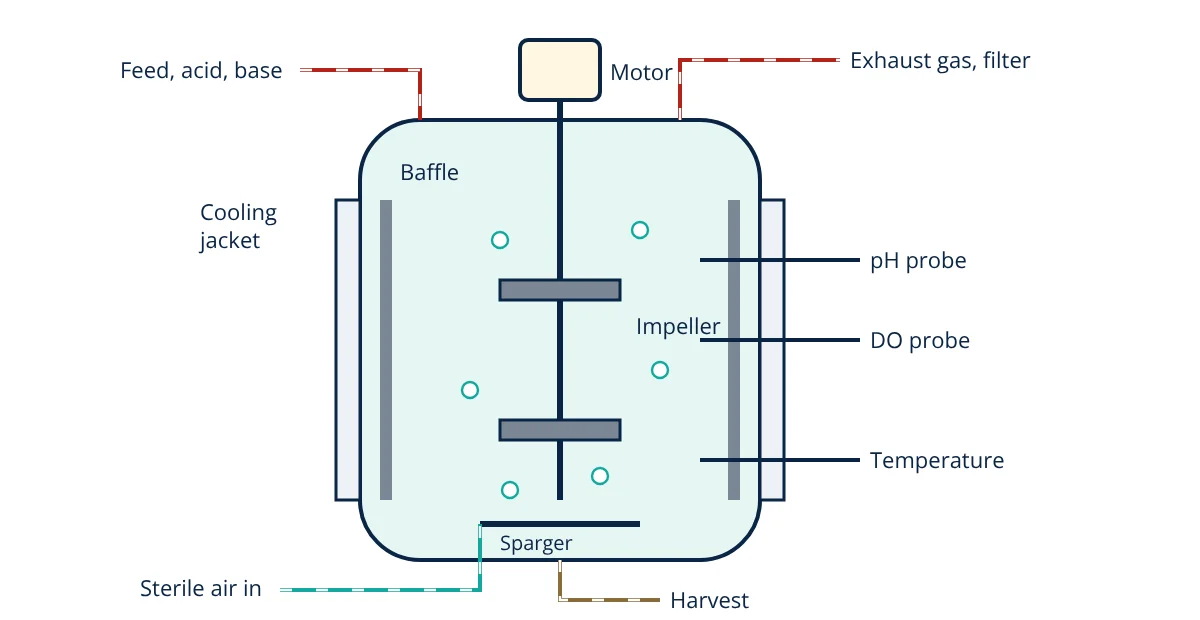 Exhaust gas, filter
Feed, acid, base
Motor
Baffle
Cooling
jacket
pH probe
Impeller
DO probe
Temperature
Sparger
Sterile air in
Harvest